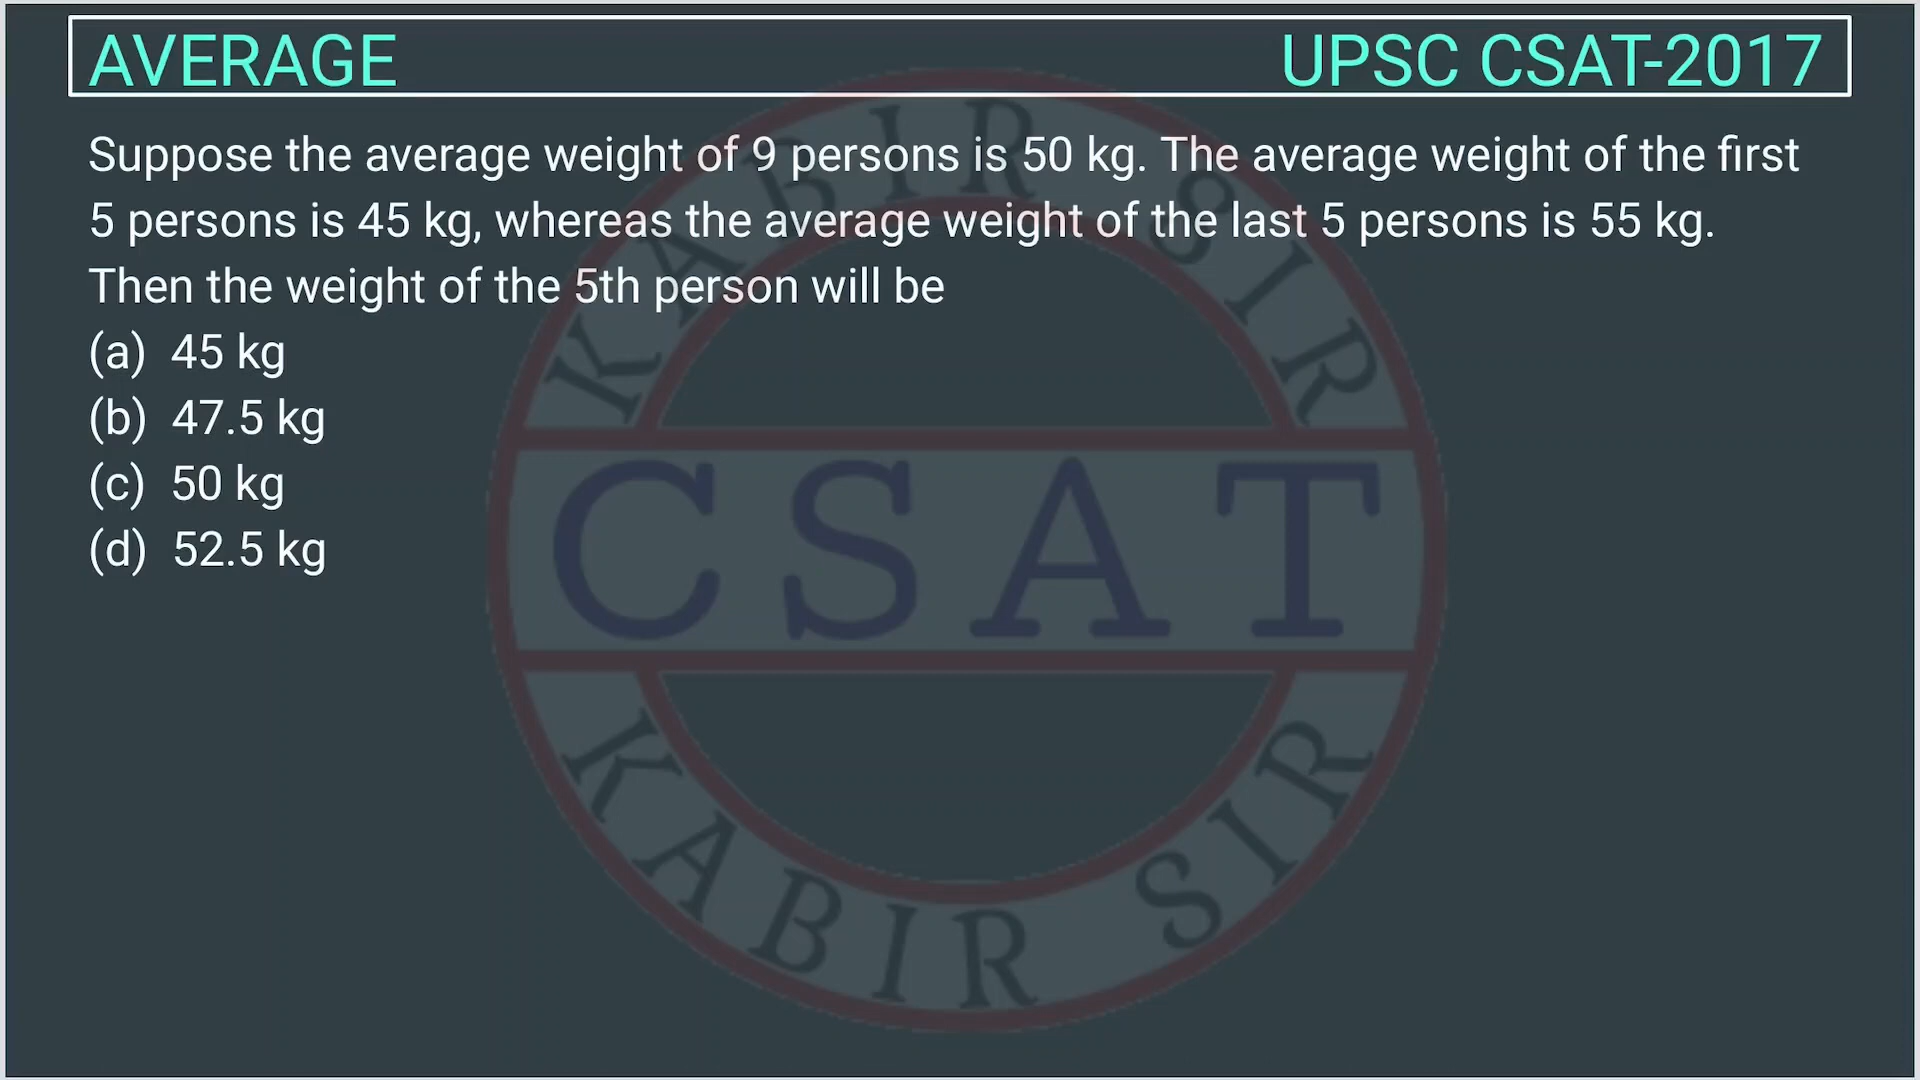 AVERAGE UPSC CSAT-2017
Suppose the average weight of 9 persons is 50 kg. The average weight of the first
5 persons is 45 kg, whereas the average weight of the last 5 persons is 55 kg.
Then the weight of the 5th person will be
(a) 45 kg
(b) 47.5 kg
(c) 50 kg
(d) 52.5 kg
KABIR SIR
CSAT
KABIR SIR